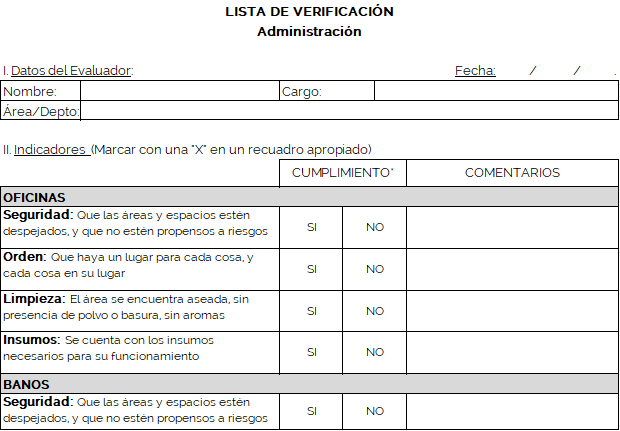 LISTA DE VERIFICACIÓN
Administración
I. Datos del Evaluador: Fecha: / / .
Nombre: Cargo:
Área/Depto:
II. Indicadores (Marcar con una "X" en un recuadro apropiado)
CUMPLIMIENTO* COMENTARIOS
OFICINAS
Seguridad: Que las áreas y espacios estén
despejados, y que no estén propensos a riesgos
SI NO
Orden: Que haya un lugar para cada cosa, y
cada cosa en su lugar
SI NO
Limpieza: El área se encuentra aseada, sin
presencia de polvo o basura, sin aromas
SI NO
Insumos: Se cuenta con los insumos
necesarios para su funcionamiento
SI NO
BANOS
Seguridad: Que las áreas y espacios estén
despejados, y que no estén propensos a riesgos
SI NO